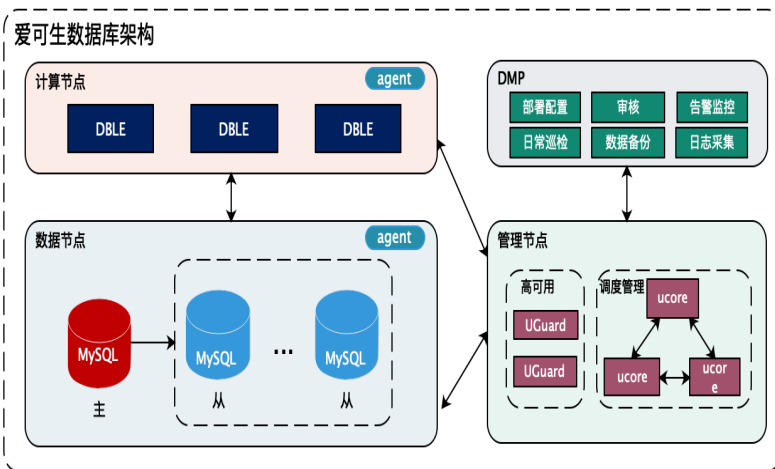 爱可生数据库架构
计算节点
agent
DBLE
DBLE
DBLE
DMP
部署配置
审核
告警监控
日常巡检
数据备份
日志采集
数据节点
agent
MySQL
主
MySQL
从
...
MySQL
从
管理节点
高可用
UGuard
UGuard
调度管理
ucore
ucore
ucor
e